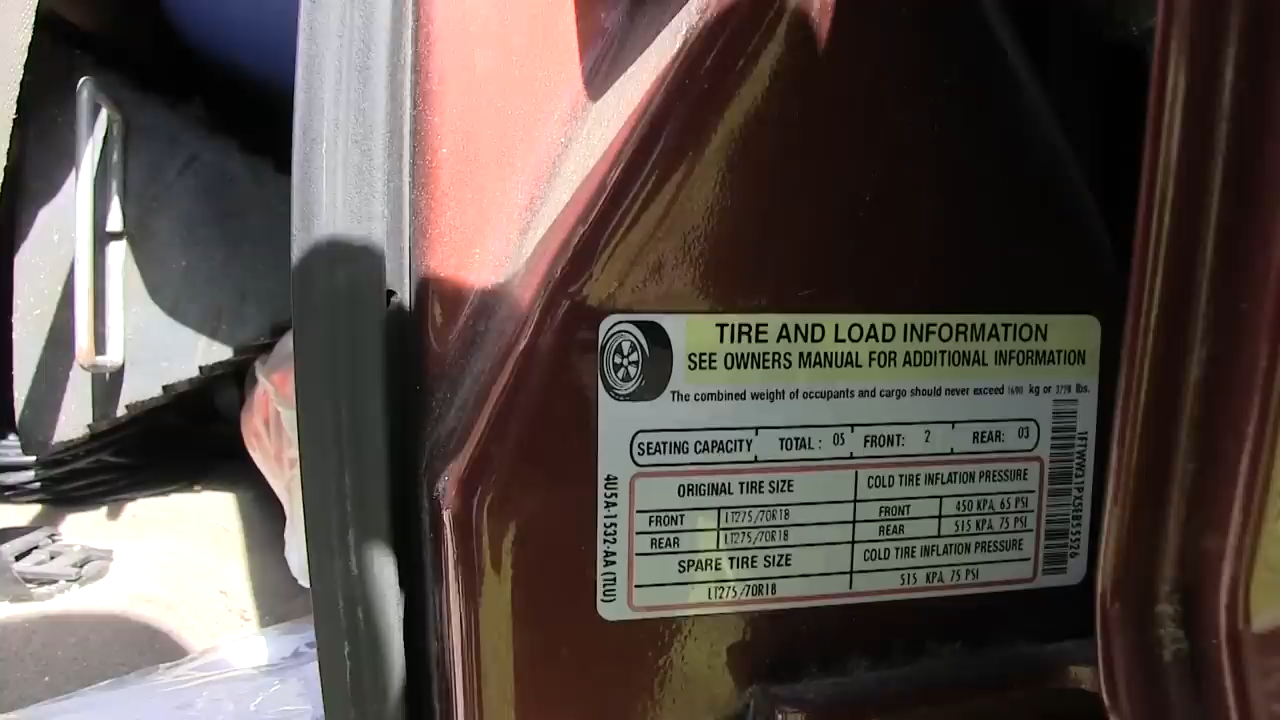 TIRE AND LOAD INFORMATION
SEE OWNERS MANUAL FOR ADDITIONAL INFORMATION
The combined weight of occupants and cargo should never exceed kg or lbs.
SEATING CAPACITY TOTAL : 05 FRONT: 2 REAR: 03
ORIGINAL TIRE SIZE COLD TIRE INFLATION PRESSURE
FRONT LT275/70R18 FRONT 450 KPA, 65 PSI
REAR LT275/70R18 REAR 515 KPA, 75 PSI
SPARE TIRE SIZE COLD TIRE INFLATION PRESSURE
LT275/70R18 515 KPA, 75 PSI
4U5A-1532-AA (TLU)
1FTWW31PX5EB55526